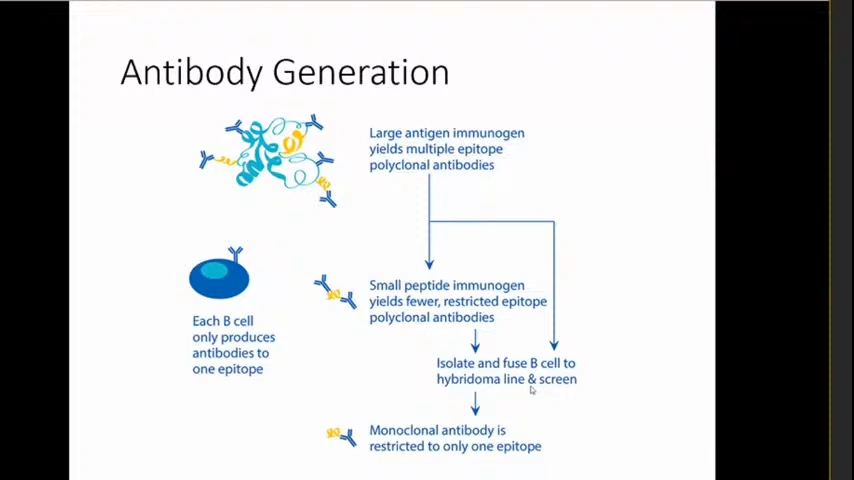 Antibody Generation
Large antigen immunogen
yields multiple epitope
polyclonal antibodies
Small peptide immunogen
yields fewer, restricted epitope
polyclonal antibodies
Each B cell
only produces
antibodies to
one epitope
Isolate and fuse B cell to
hybridoma line & screen
Monoclonal antibody is
restricted to only one epitope